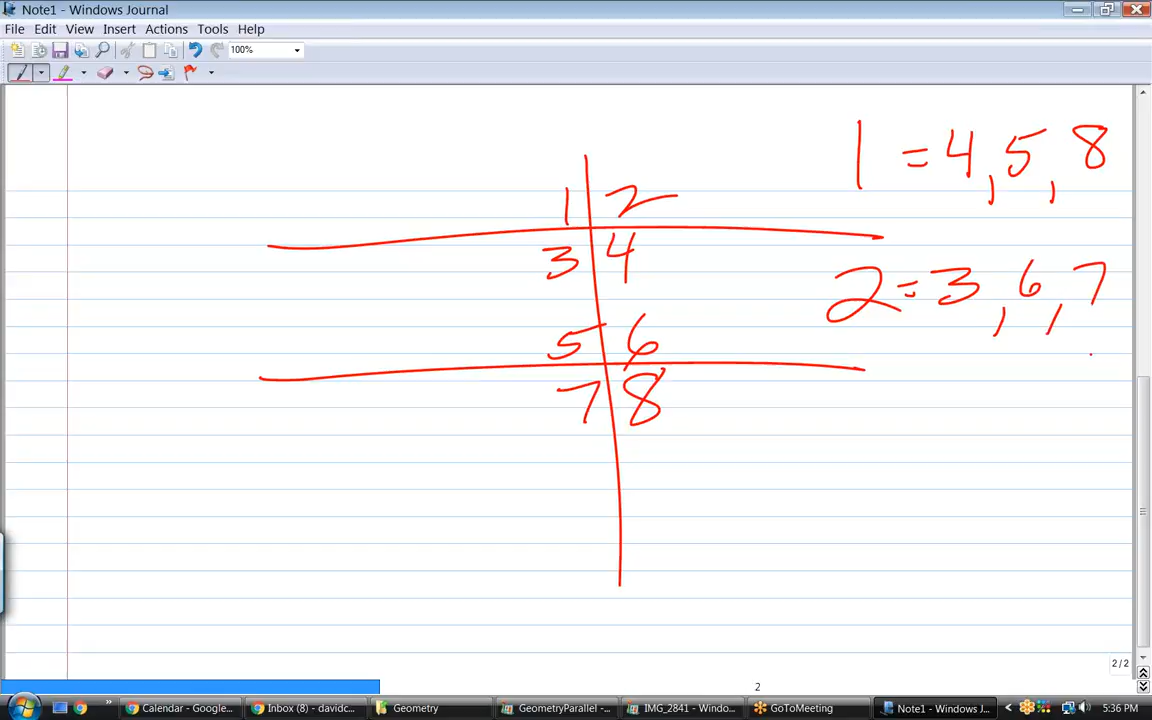 Note1 - Windows Journal
File Edit View Insert Actions Tools Help
100%
1 = 4, 5, 8
1 2
3 4
2 = 3, 6, 7
5 6
7 8
2/2
2
Calendar - Google... Inbox (8) - davidc... Geometry GeometryParallel -... IMG_2841 - Windo... GoToMeeting Note1 - Windows J... 5:36 PM